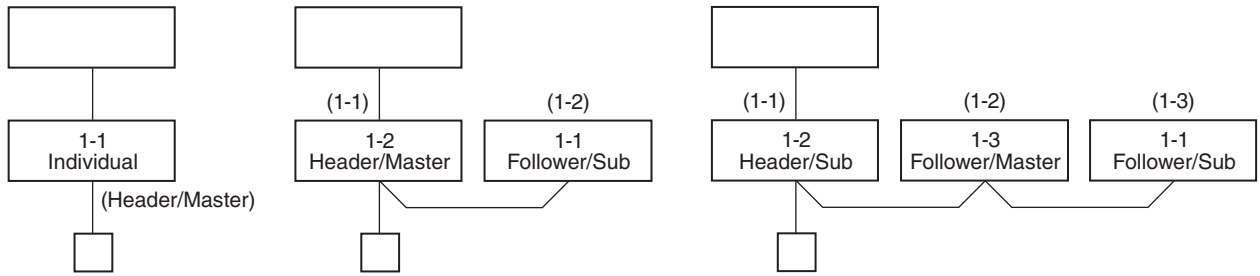 1-1
Individual
(Header/Master)
(1-1)
(1-2)
1-2
Header/Master
1-1
Follower/Sub
(1-1)
(1-2)
(1-3)
1-2
Header/Sub
1-3
Follower/Master
1-1
Follower/Sub